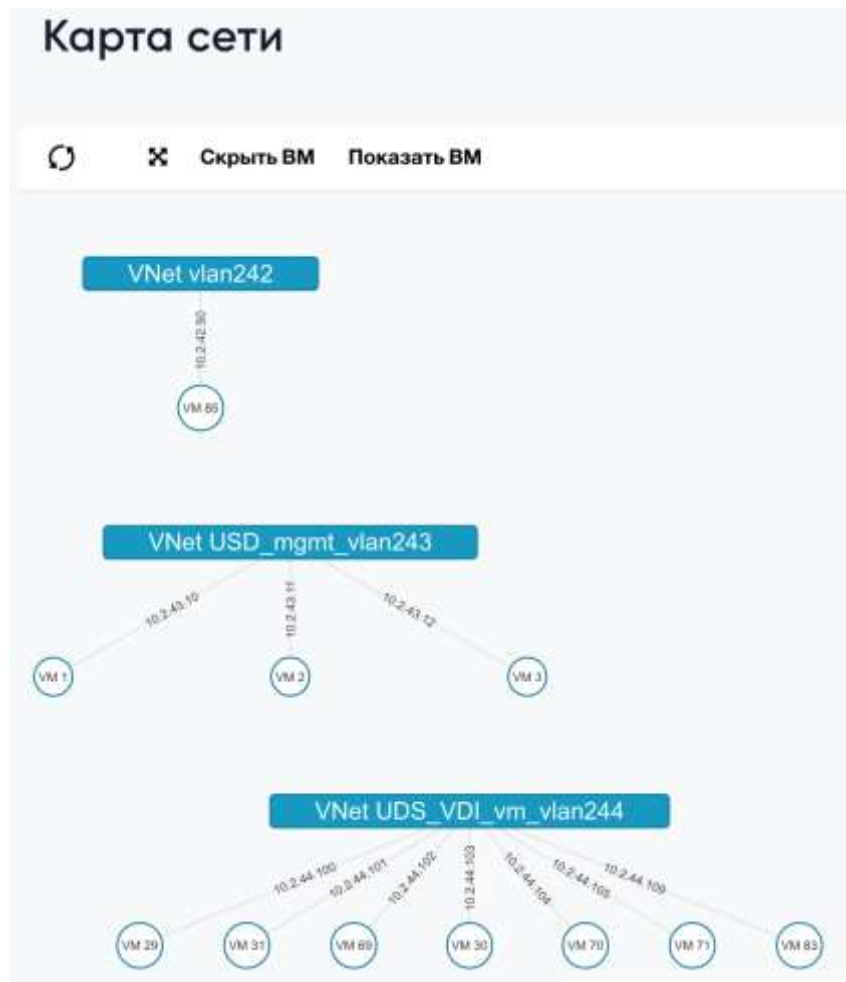 Карта сети
Скрыть ВМ Показать ВМ
VNet vlan242
10.2.42.50
VM 86
VNet USD_mgmt_vlan243
10.2.43.10
10.2.43.11
10.2.43.12
VM 1
VM 2
VM 3
VNet UDS_VDI_vm_vlan244
10.2.44.100
10.2.44.101
10.2.44.102
10.2.44.103
10.2.44.104
10.2.44.105
10.2.44.109
VM 29
VM 31
VM 69
VM 30
VM 70
VM 71
VM 83